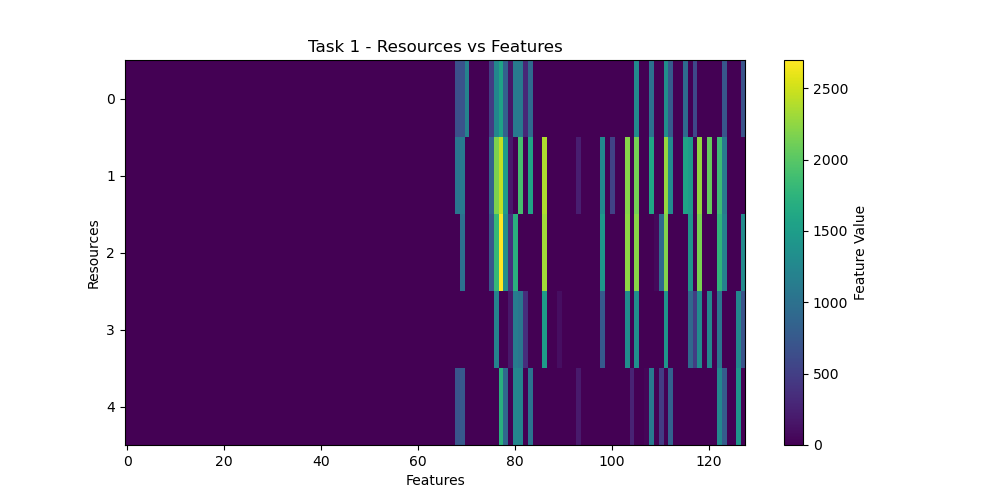 Task 1 - Resources vs Features
Resources
0
1
2
3
4
0 20 40 60 80 100 120
Features
2500
2000
1500
1000
500
0
Feature Value